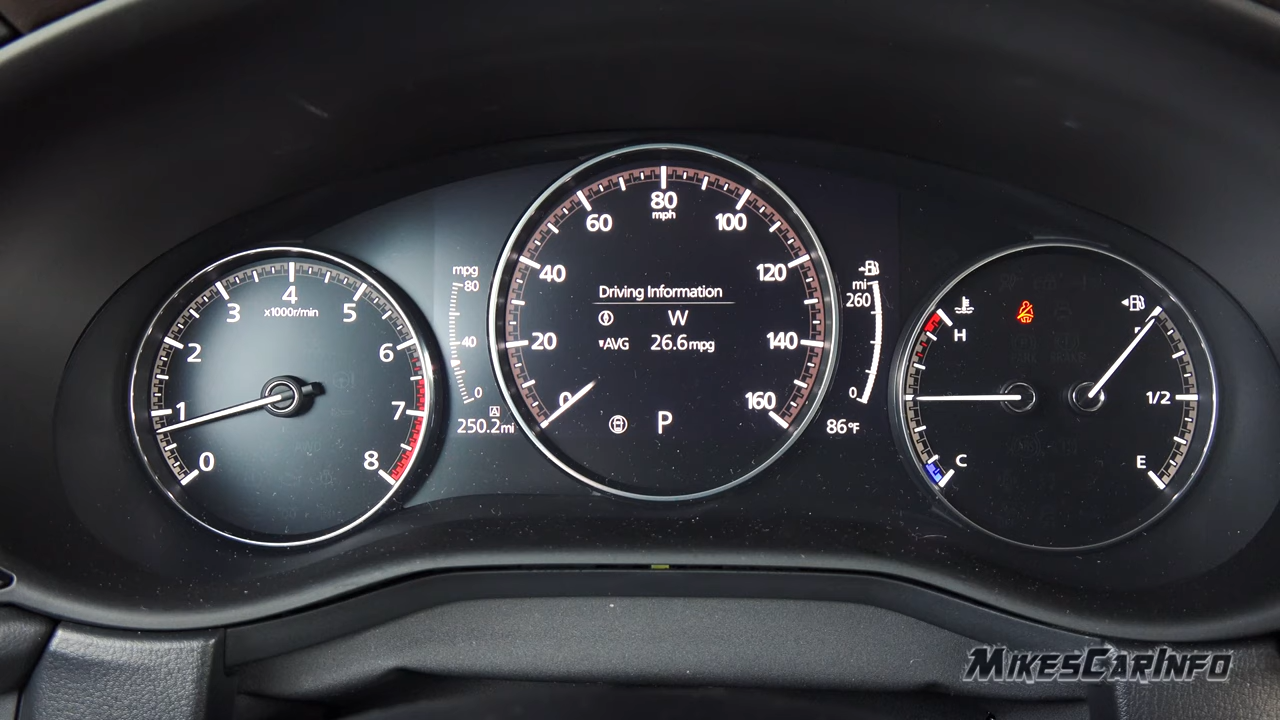 0
1
2
3
4
5
6
7
8
x1000r/min
mpg
80
40
0
A
250.2mi
0
20
40
60
80
mph
100
120
140
160
Driving Information
W
▾AVG 26.6mpg
P
mi
260
0
86°F
H
C
1/2
E
MIKESCARINFO